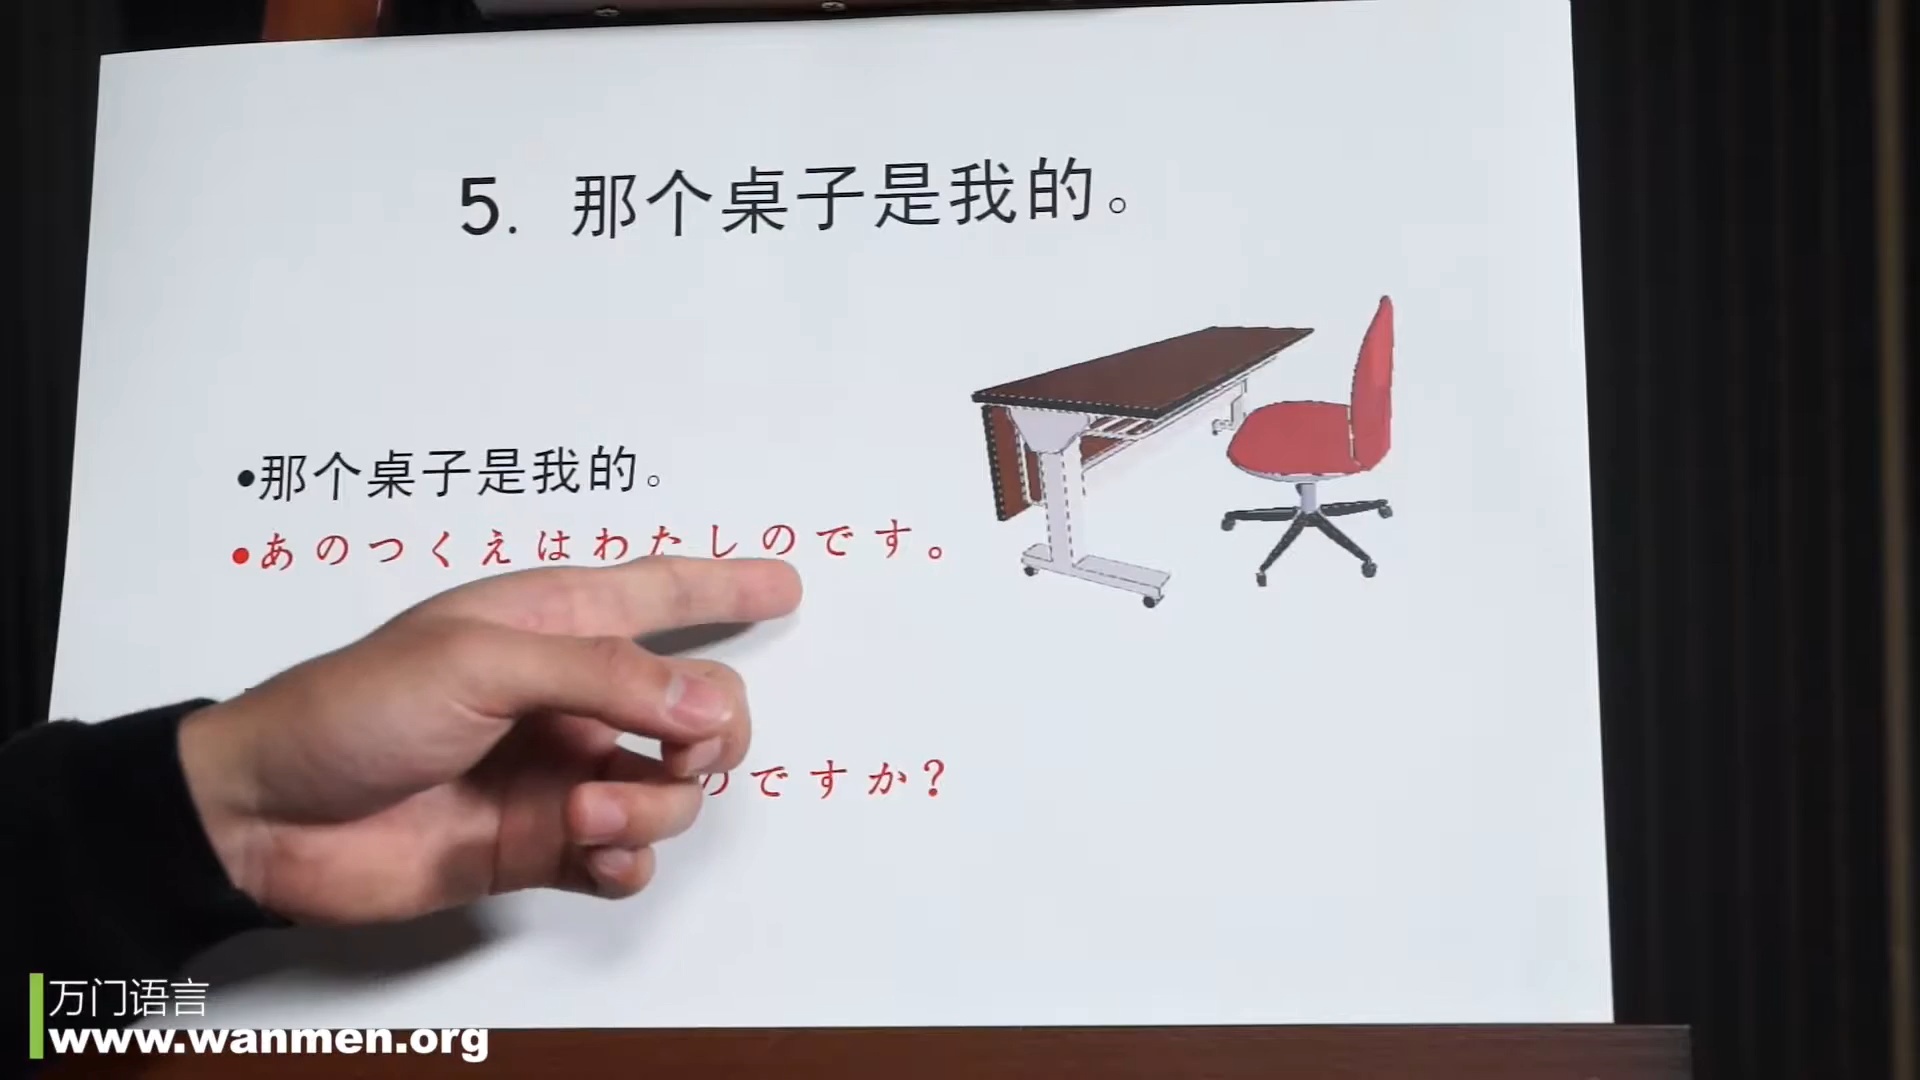 5. 那个桌子是我的。
•那个桌子是我的。
•あのつくえはわたしのです。
のですか?
万门语言
www.wanmen.org